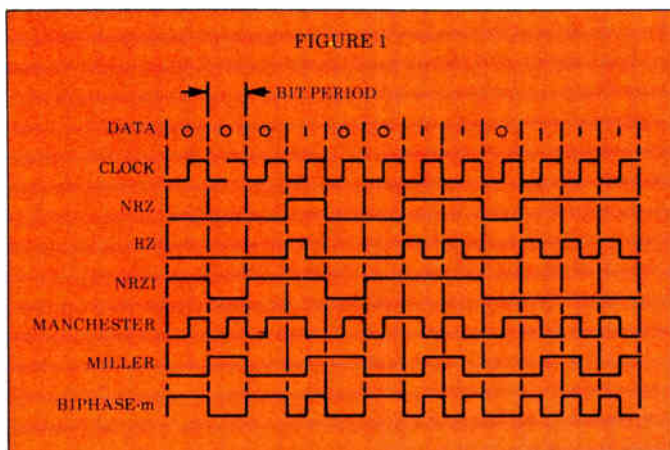 FIGURE 1
BIT PERIOD
DATA 0 0 0 1 0 0 1 1 0 1 1 1
CLOCK
NRZ
RZ
NRZI
MANCHESTER
MILLER
BIPHASE-m